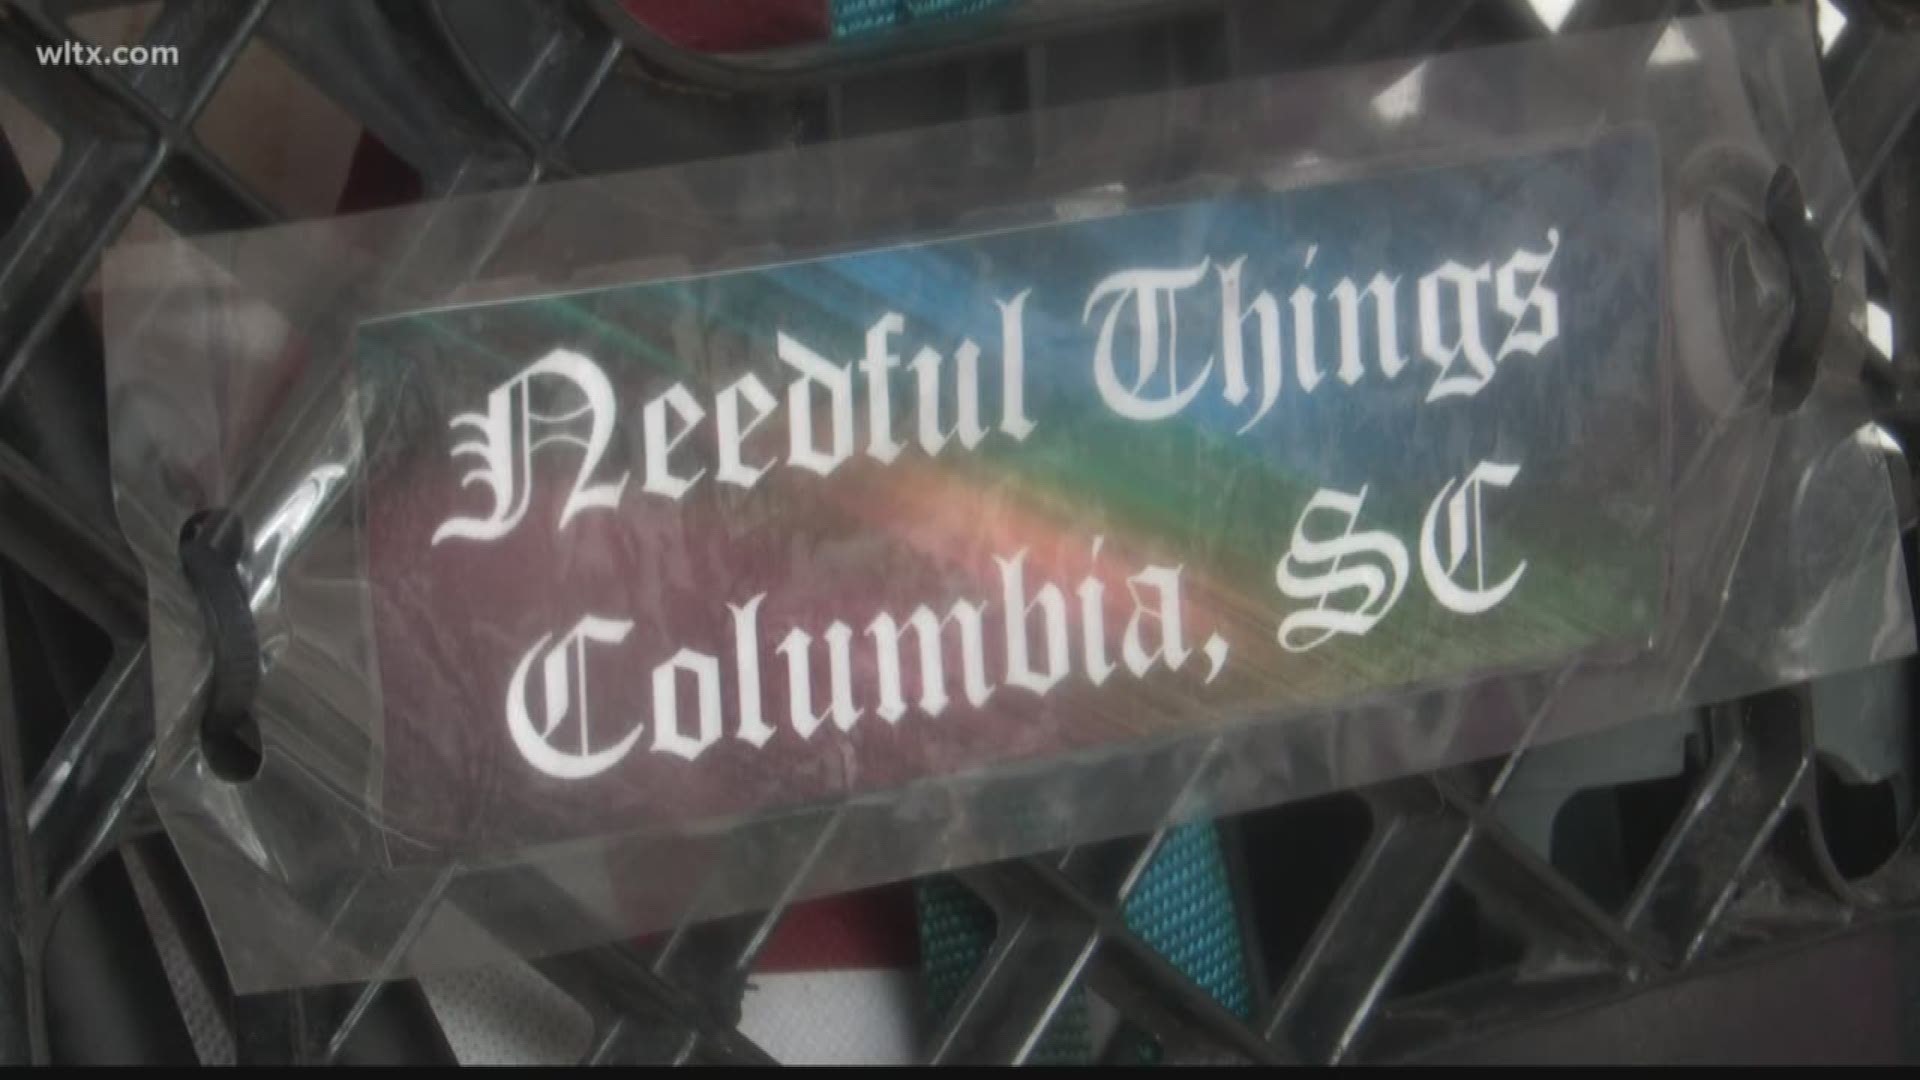 wltx.com
Needful Things
Columbia, SC